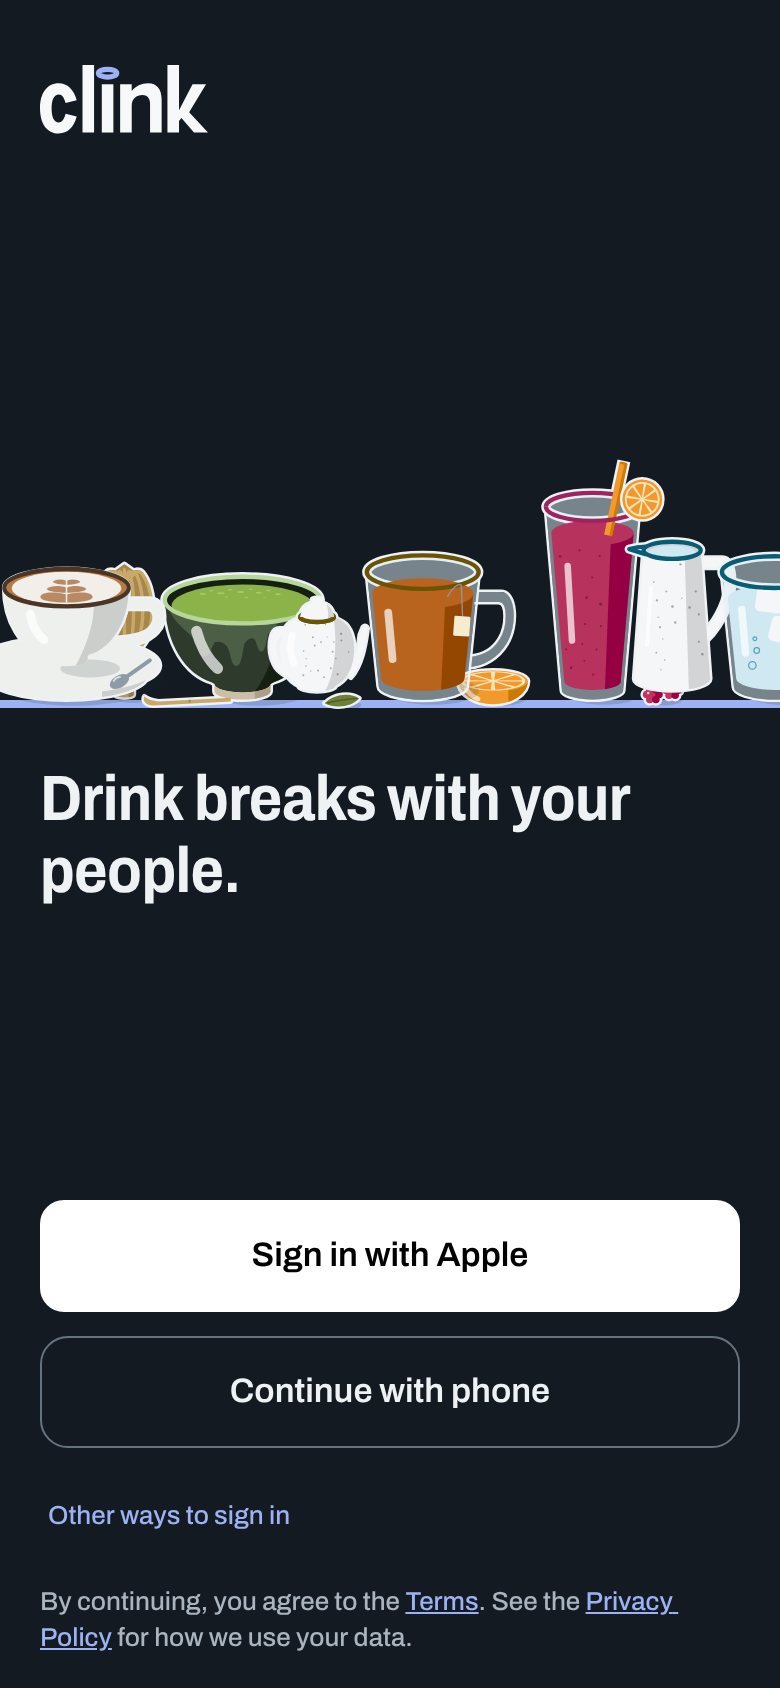 clink
Drink breaks with your
people.
Sign in with Apple
Continue with phone
Other ways to sign in
By continuing, you agree to the Terms. See the Privacy
Policy for how we use your data.